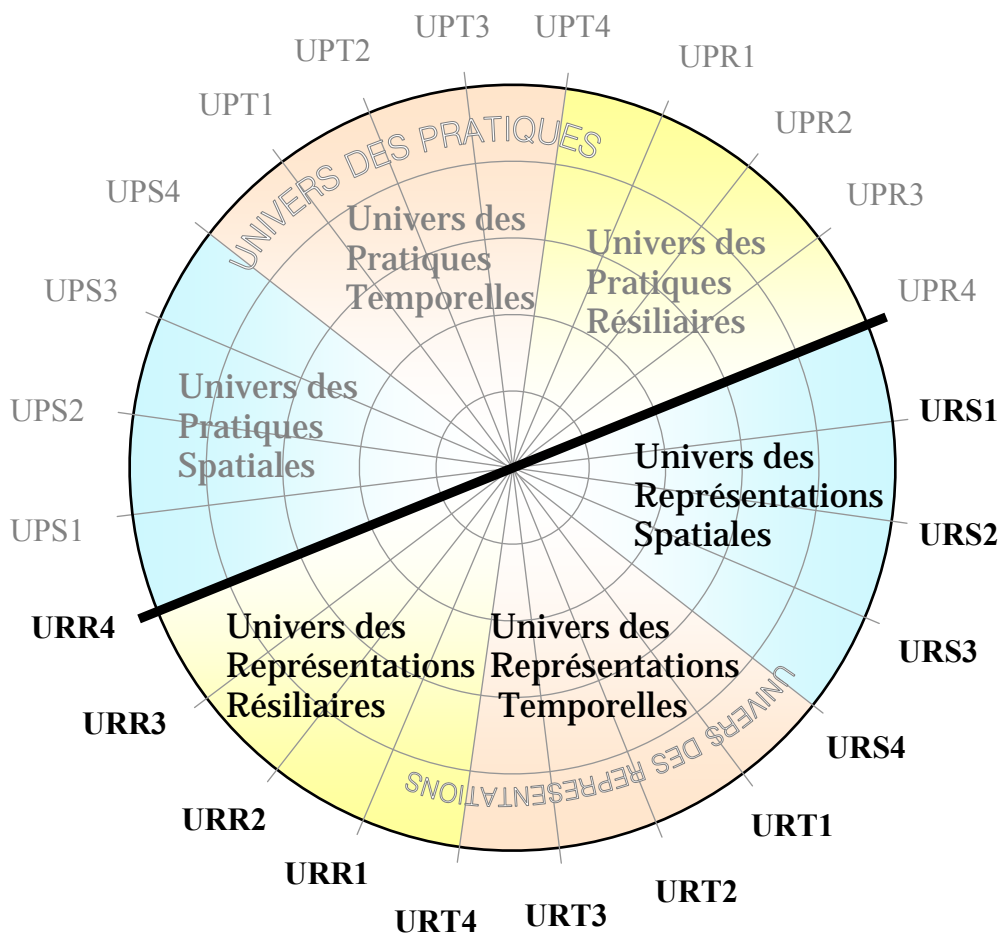 UPT3
UPT4
UPT2
UPR1
UPT1
UPR2
UPS4
UPR3
UNIVERS DES PRATIQUES
Univers des
Pratiques
Temporelles
Univers des
Pratiques
Résiliaires
UPS3
UPR4
Univers des
Pratiques
Spatiales
UPS2
URS1
Univers des
Représentations
Spatiales
UPS1
URS2
URR4
URS3
Univers des
Représentations
Résiliaires
Univers des
Représentations
Temporelles
UNIVERS DES REPRESENTATIONS
URR3
URS4
URR2
URT1
URR1
URT2
URT4
URT3